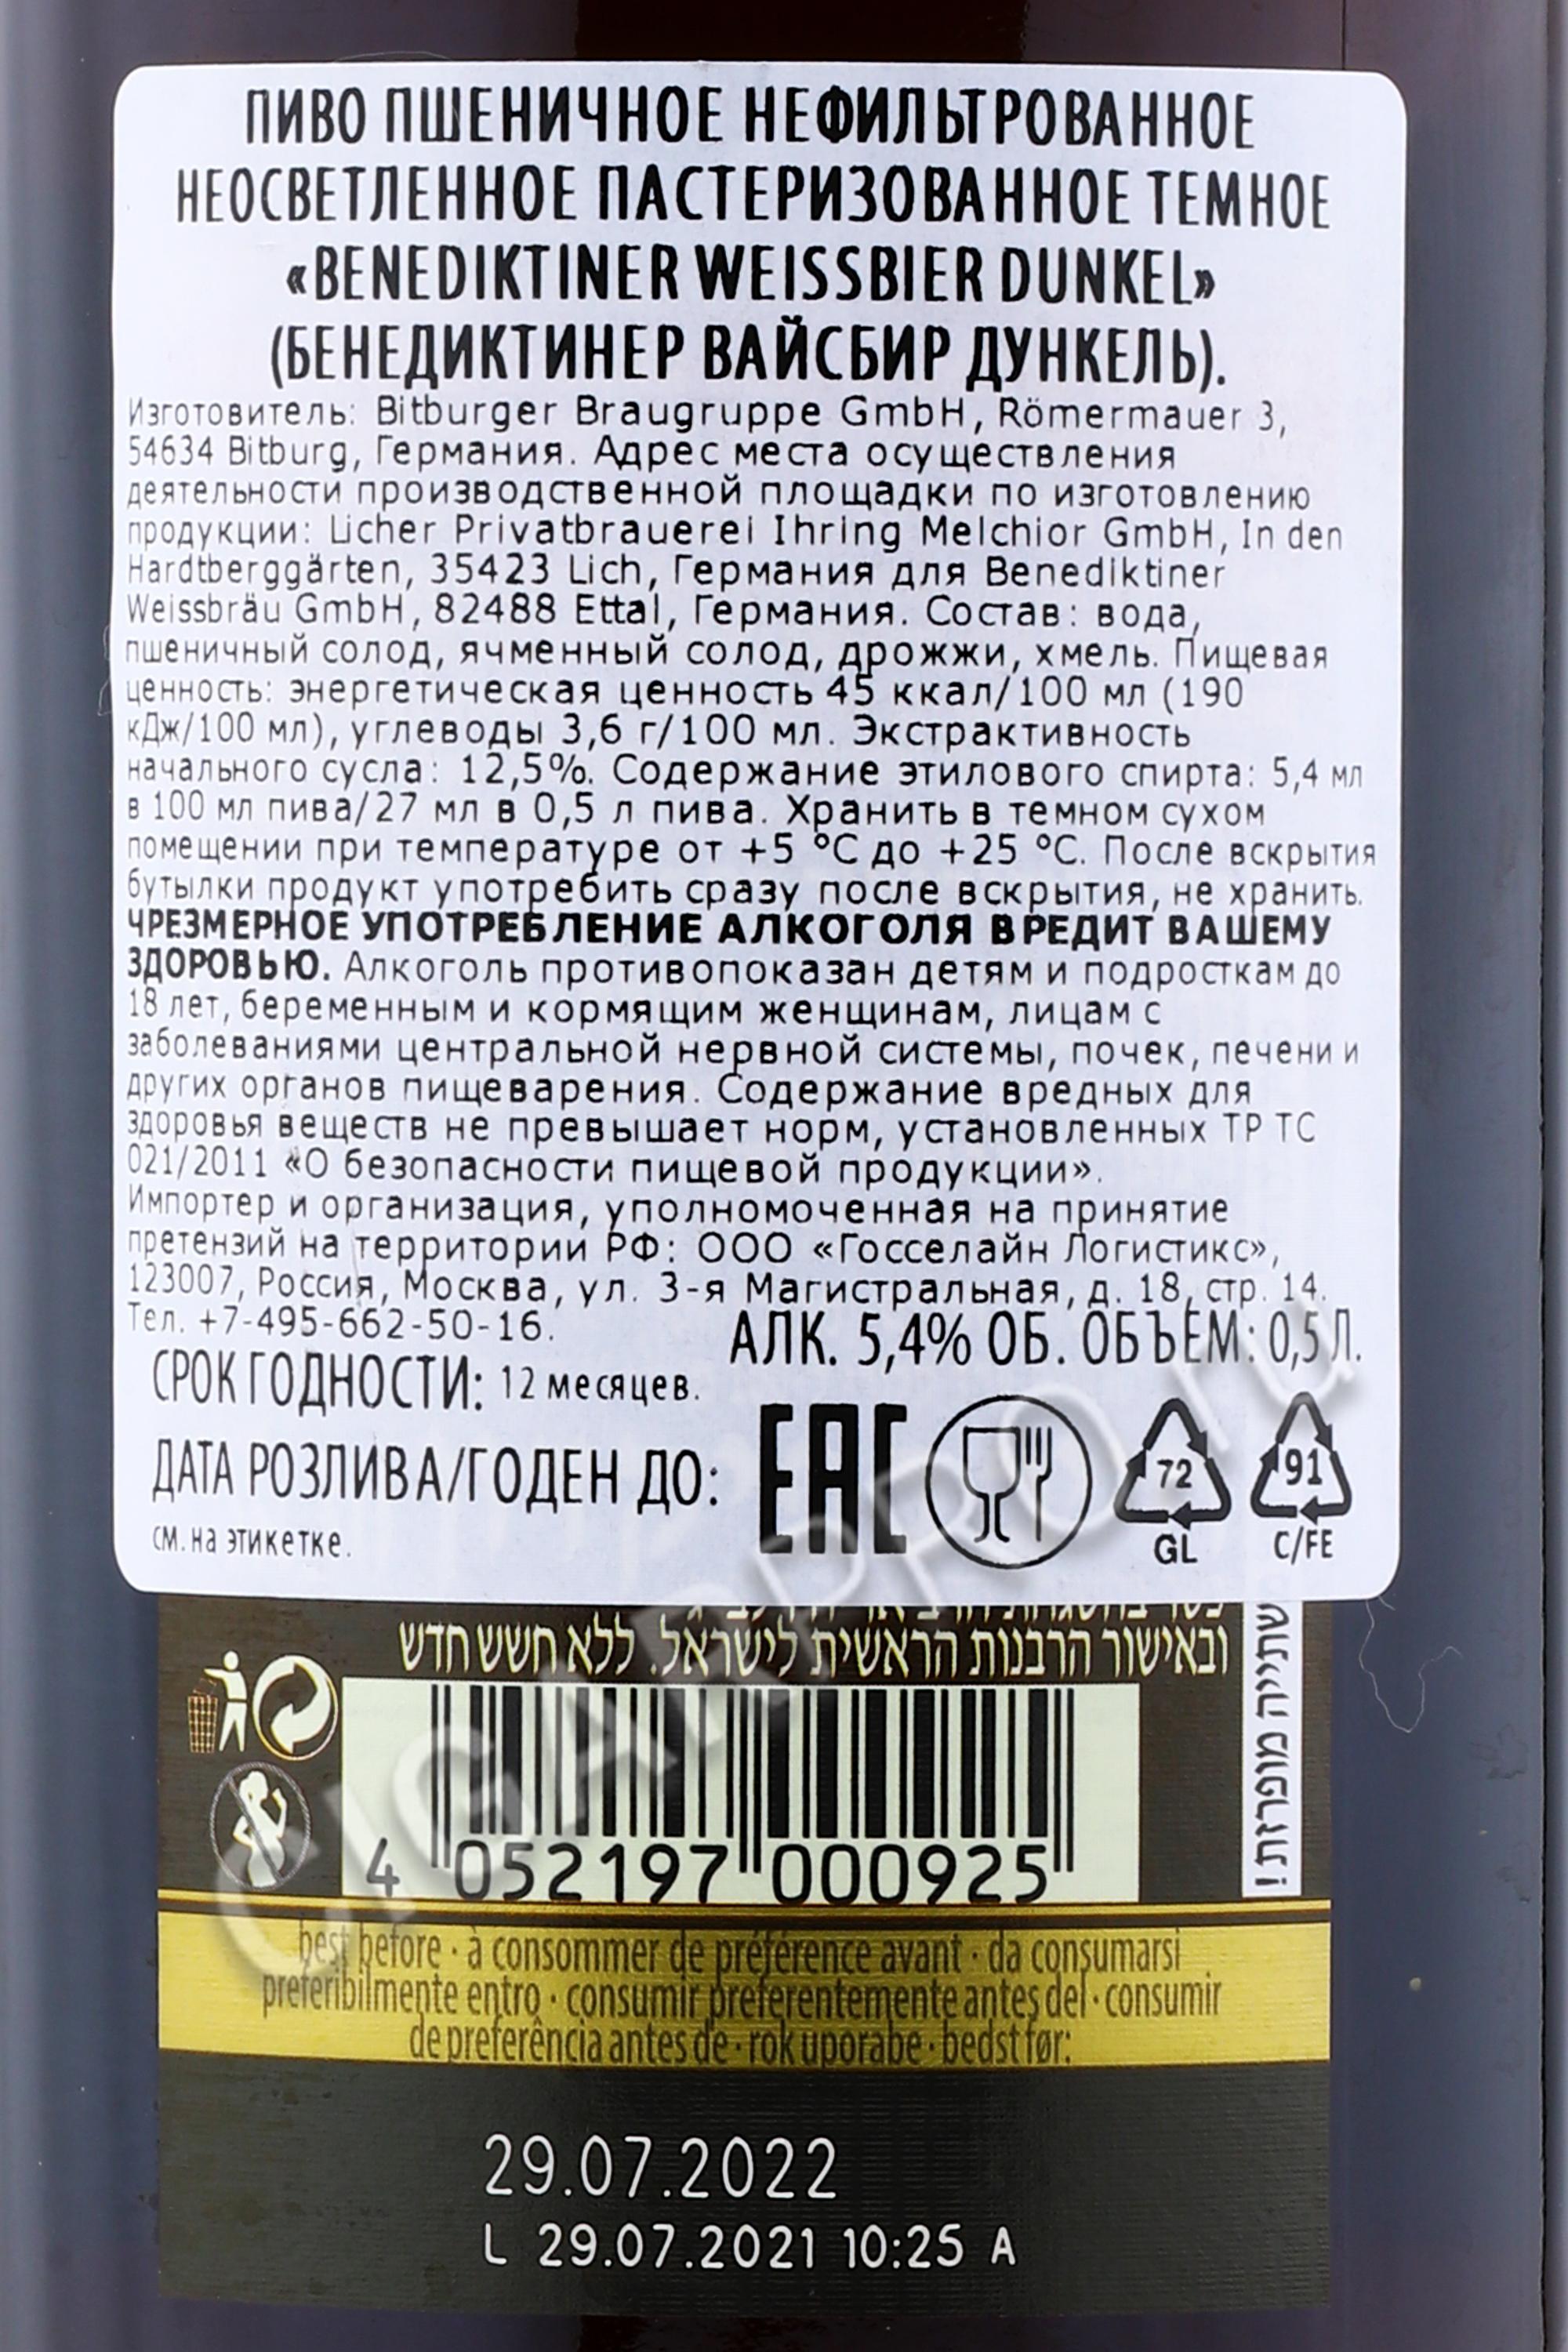 ПИВО ПШЕНИЧНОЕ НЕФИЛЬТРОВАННОЕ
НЕОСВЕТЛЕННОЕ ПАСТЕРИЗОВАННОЕ ТЕМНОЕ
«BENEDIKTINER WEISSBIER DUNKEL»
(БЕНЕДИКТИНЕР ВАЙСБИР ДУНКЕЛЬ).
Изготовитель: Bitburger Braugruppe GmbH, Römermauer 3,
54634 Bitburg, Германия. Адрес места осуществления
деятельности производственной площадки по изготовлению
продукции: Licher Privatbrauerei Ihring Melchior GmbH, In den
Hardtberggärten, 35423 Lich, Германия для Benediktiner
Weissbräu GmbH, 82488 Ettal, Германия. Состав: вода,
пшеничный солод, ячменный солод, дрожжи, хмель. Пищевая
ценность: энергетическая ценность 45 ккал/100 мл (190
кДж/100 мл), углеводы 3,6 г/100 мл. Экстрактивность
начального сусла: 12,5%. Содержание этилового спирта: 5,4 мл
в 100 мл пива/27 мл в 0,5 л пива. Хранить в темном сухом
помещении при температуре от +5 °C до +25 °C. После вскрытия
бутылки продукт употребить сразу после вскрытия, не хранить.
ЧРЕЗМЕРНОЕ УПОТРЕБЛЕНИЕ АЛКОГОЛЯ ВРЕДИТ ВАШЕМУ
ЗДОРОВЬЮ. Алкоголь противопоказан детям и подросткам до
18 лет, беременным и кормящим женщинам, лицам с
заболеваниями центральной нервной системы, почек, печени и
других органов пищеварения. Содержание вредных для
здоровья веществ не превышает норм, установленных ТР ТС
021/2011 «О безопасности пищевой продукции».
Импортер и организация, уполномоченная на принятие
претензий на территории РФ: ООО «Госселайн Логистикс»,
123007, Россия, Москва, ул. 3-я Магистральная, д. 18, стр. 14.
Тел. +7-495-662-50-16.
АЛК. 5,4% ОБ. ОБЪЕМ: 0,5 Л.
СРОК ГОДНОСТИ: 12 месяцев.
ДАТА РОЗЛИВА/ГОДЕН ДО:
см. на этикетке.
EAC
72
GL
91
C/FE
ובאישור הרבנות הראשית לישראל. ללא חשש חדש
שתייה מופרזת!
4 052197 000925
best before · à consommer de préférence avant · da consumarsi
preferibilmente entro · consumir preferentemente antes del · consumir
de preferência antes de · rok uporabe · bedst før:
29.07.2022
L 29.07.2021 10:25 A
CIGARPRO.ru